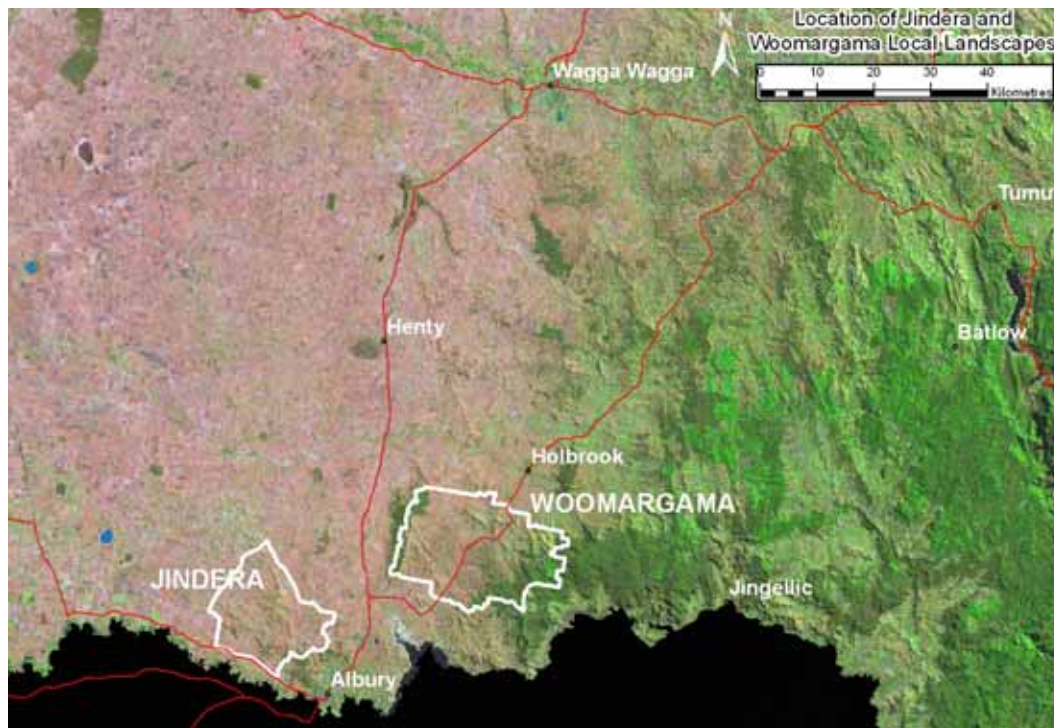 Location of Jindera and
Woomargama Local Landscapes
N
0 10 20 30 40
Kilometres
Wagga Wagga
Tumut
Henty
Batlow
Holbrook
WOOMARGAMA
JINDERA
Jingellic
Albury